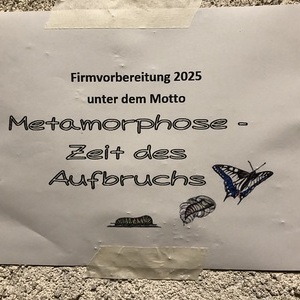 Firmvorbereitung 2025
unter dem Motto
Metamorphose -
Zeit des
Aufbruchs